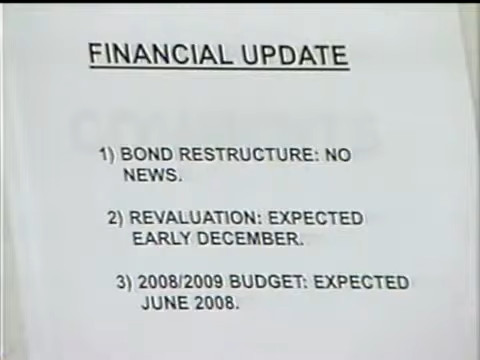 FINANCIAL UPDATE
1) BOND RESTRUCTURE: NO
NEWS.
2) REVALUATION: EXPECTED
EARLY DECEMBER.
3) 2008/2009 BUDGET: EXPECTED
JUNE 2008.